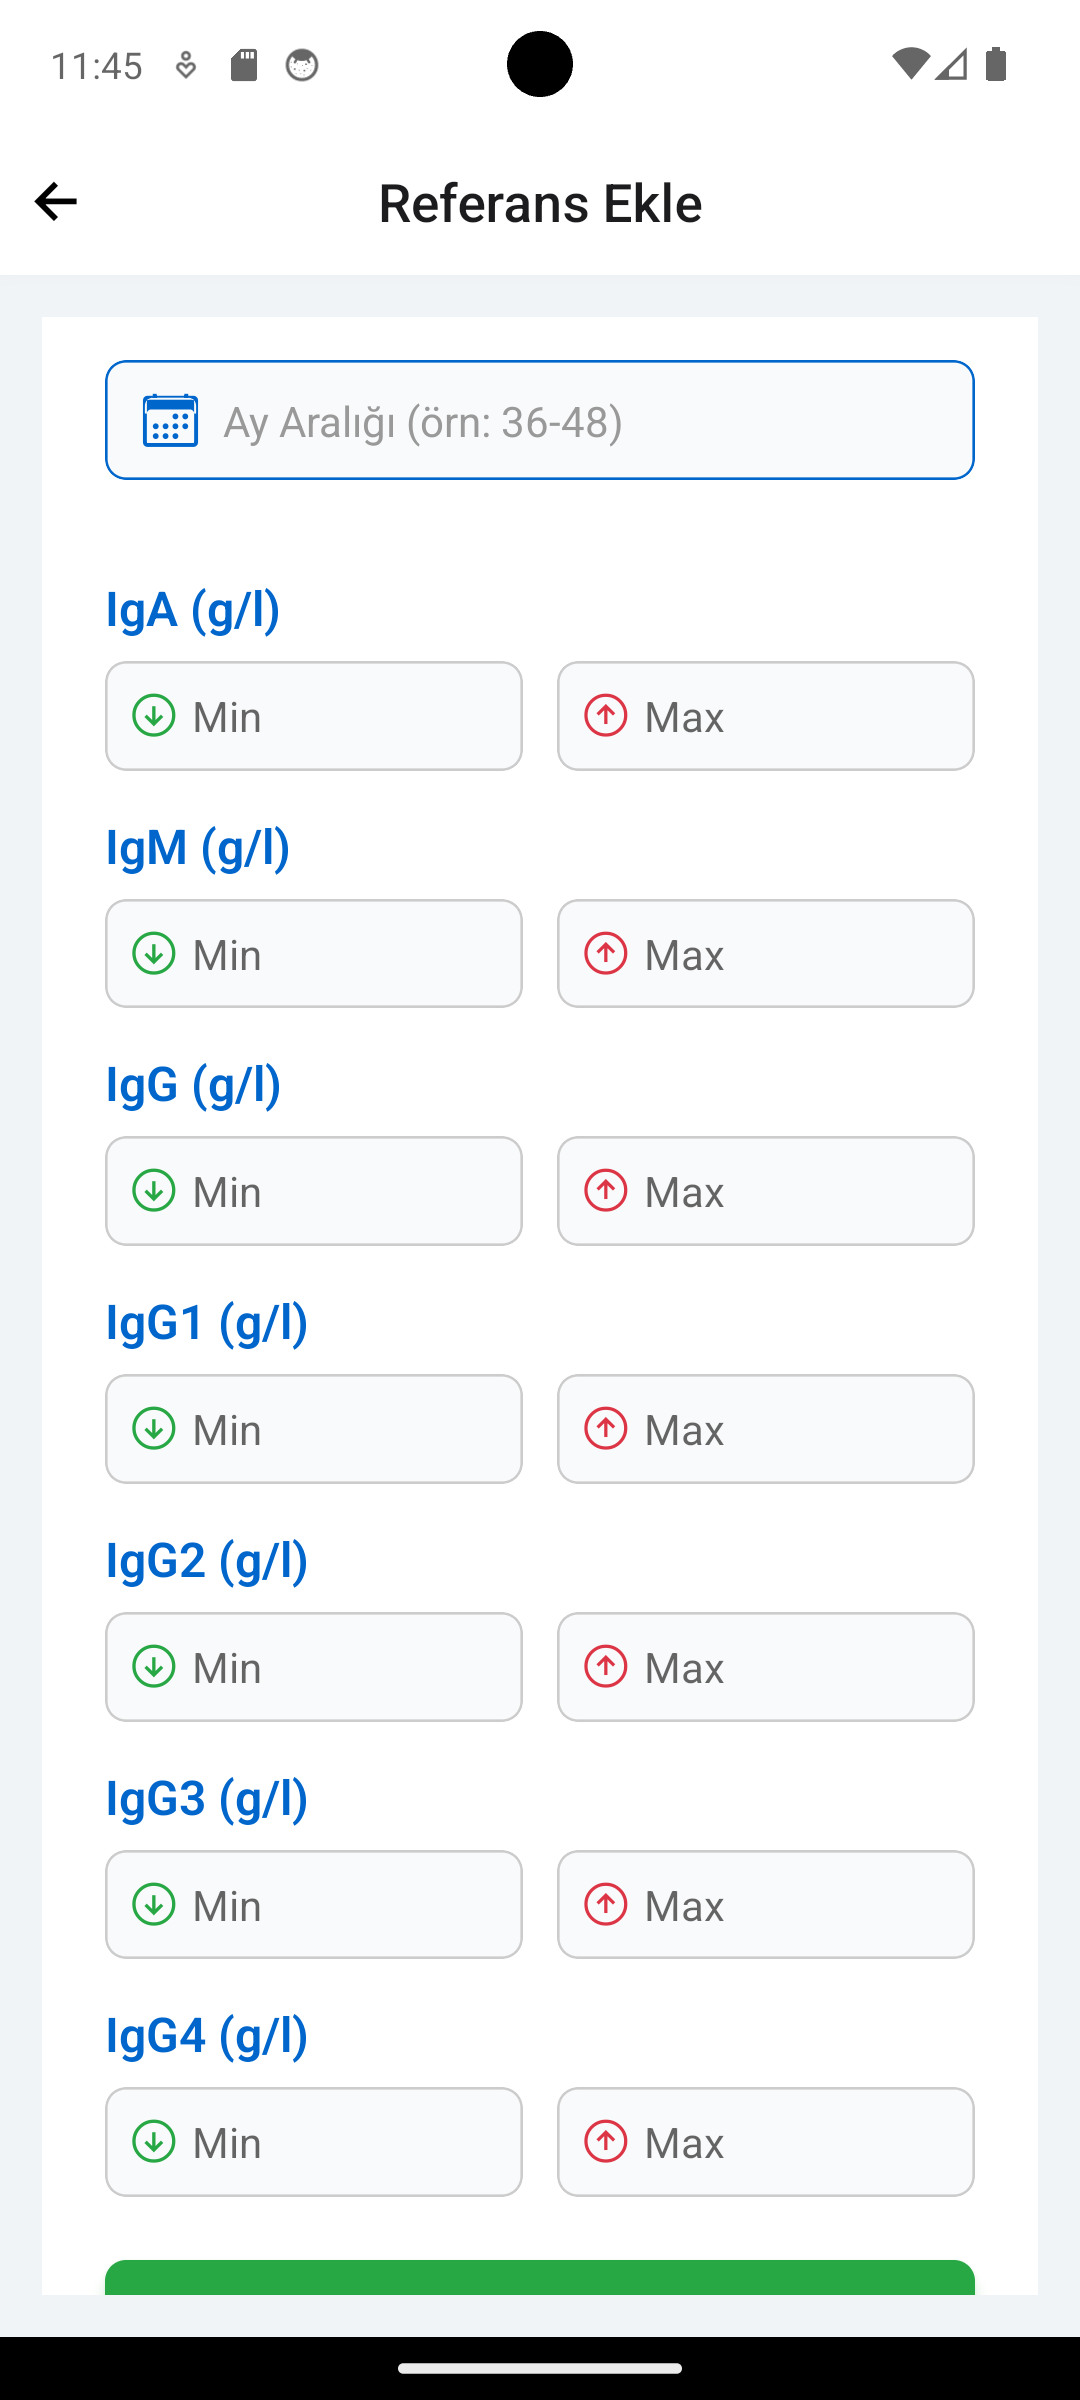 11:45
Referans Ekle
Ay Aralığı (örn: 36-48)
IgA (g/l)
Min Max
IgM (g/l)
Min Max
IgG (g/l)
Min Max
IgG1 (g/l)
Min Max
IgG2 (g/l)
Min Max
IgG3 (g/l)
Min Max
IgG4 (g/l)
Min Max